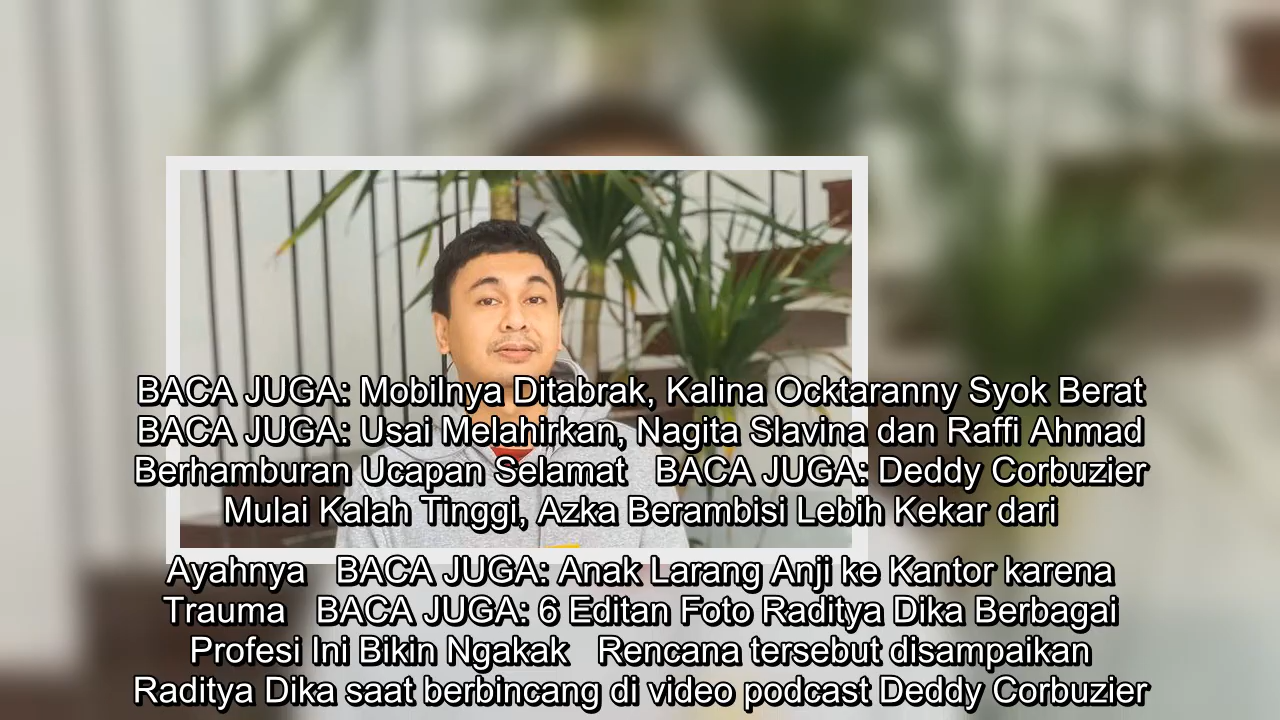 BACA JUGA: Mobilnya Ditabrak, Kalina Ocktaranny Syok Berat
BACA JUGA: Usai Melahirkan, Nagita Slavina dan Raffi Ahmad
Berhamburan Ucapan Selamat   BACA JUGA: Deddy Corbuzier
Mulai Kalah Tinggi, Azka Berambisi Lebih Kekar dari
Ayahnya   BACA JUGA: Anak Larang Anji ke Kantor karena
Trauma   BACA JUGA: 6 Editan Foto Raditya Dika Berbagai
Profesi Ini Bikin Ngakak   Rencana tersebut disampaikan
Raditya Dika saat berbincang di video podcast Deddy Corbuzier